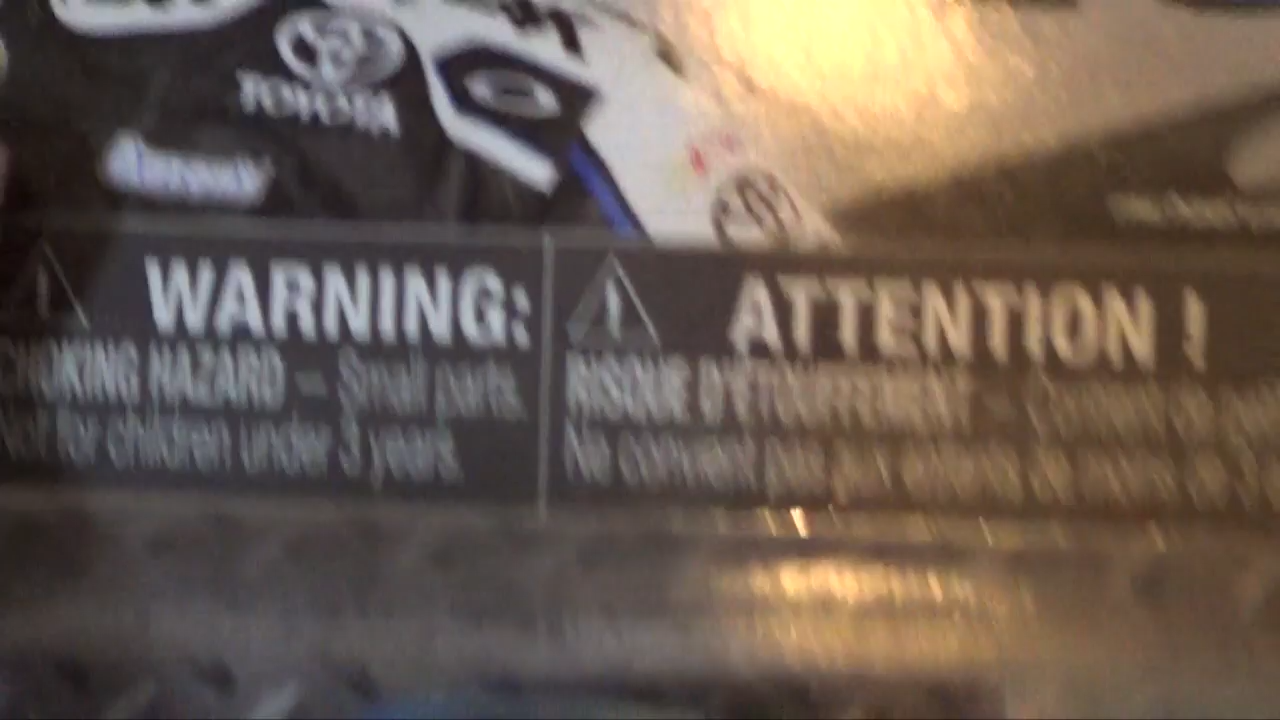 TOYOTA
WARNING:
CHOKING HAZARD – Small parts.
Not for children under 3 years.
ATTENTION !
RISQUE D'ÉTOUFFEMENT –
Ne convient pas aux enfants de moins de 3